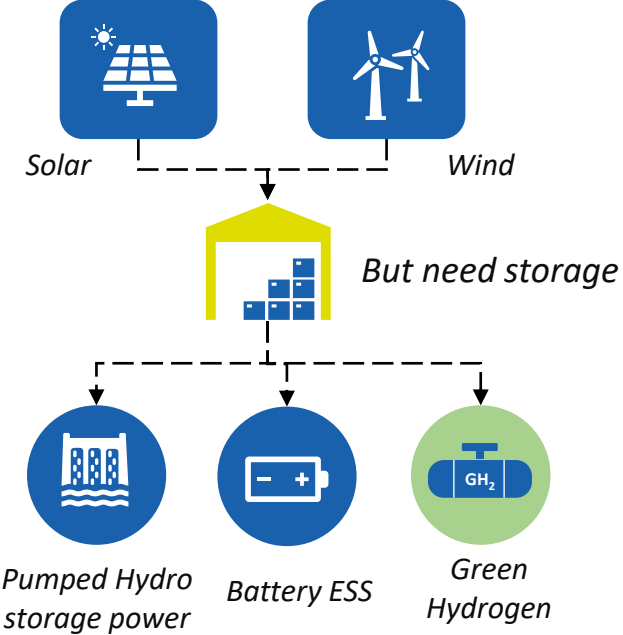 Solar
Wind
But need storage
GH₂
Pumped Hydro
storage power
Battery ESS
Green
Hydrogen